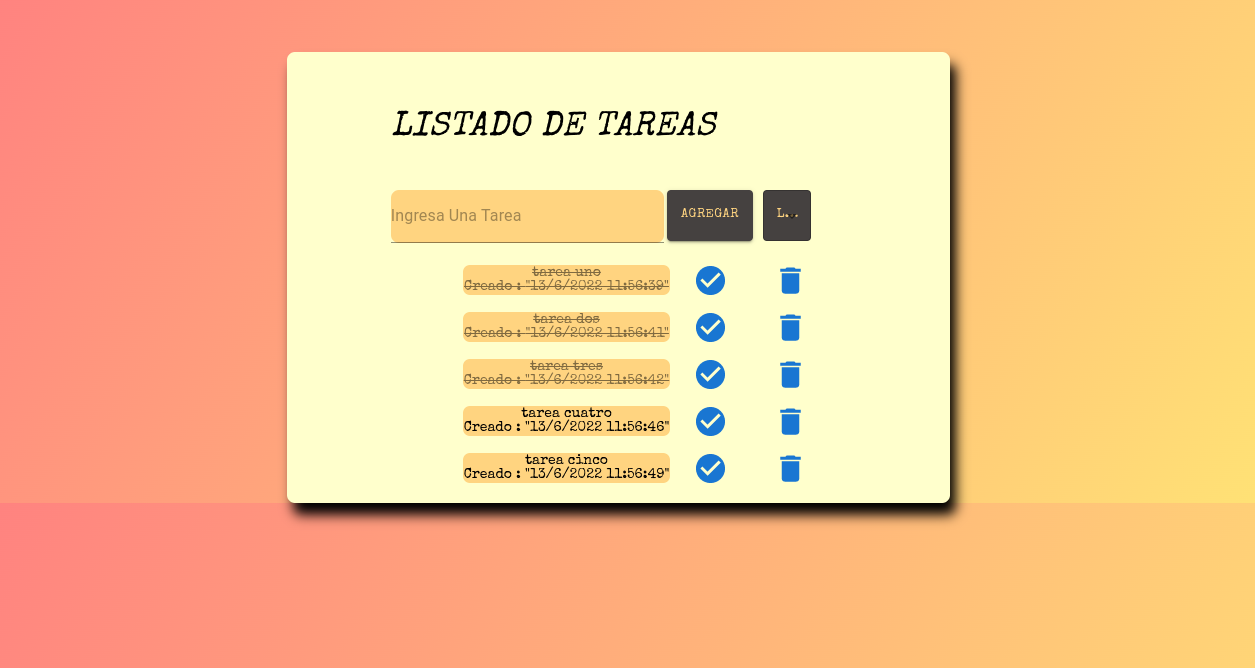 LISTADO DE TAREAS
Ingresa Una Tarea
AGREGAR
L...
tarea uno
Creado : "13/6/2022 11:56:39"
tarea dos
Creado : "13/6/2022 11:56:41"
tarea tres
Creado : "13/6/2022 11:56:42"
tarea cuatro
Creado : "13/6/2022 11:56:46"
tarea cinco
Creado : "13/6/2022 11:56:49"